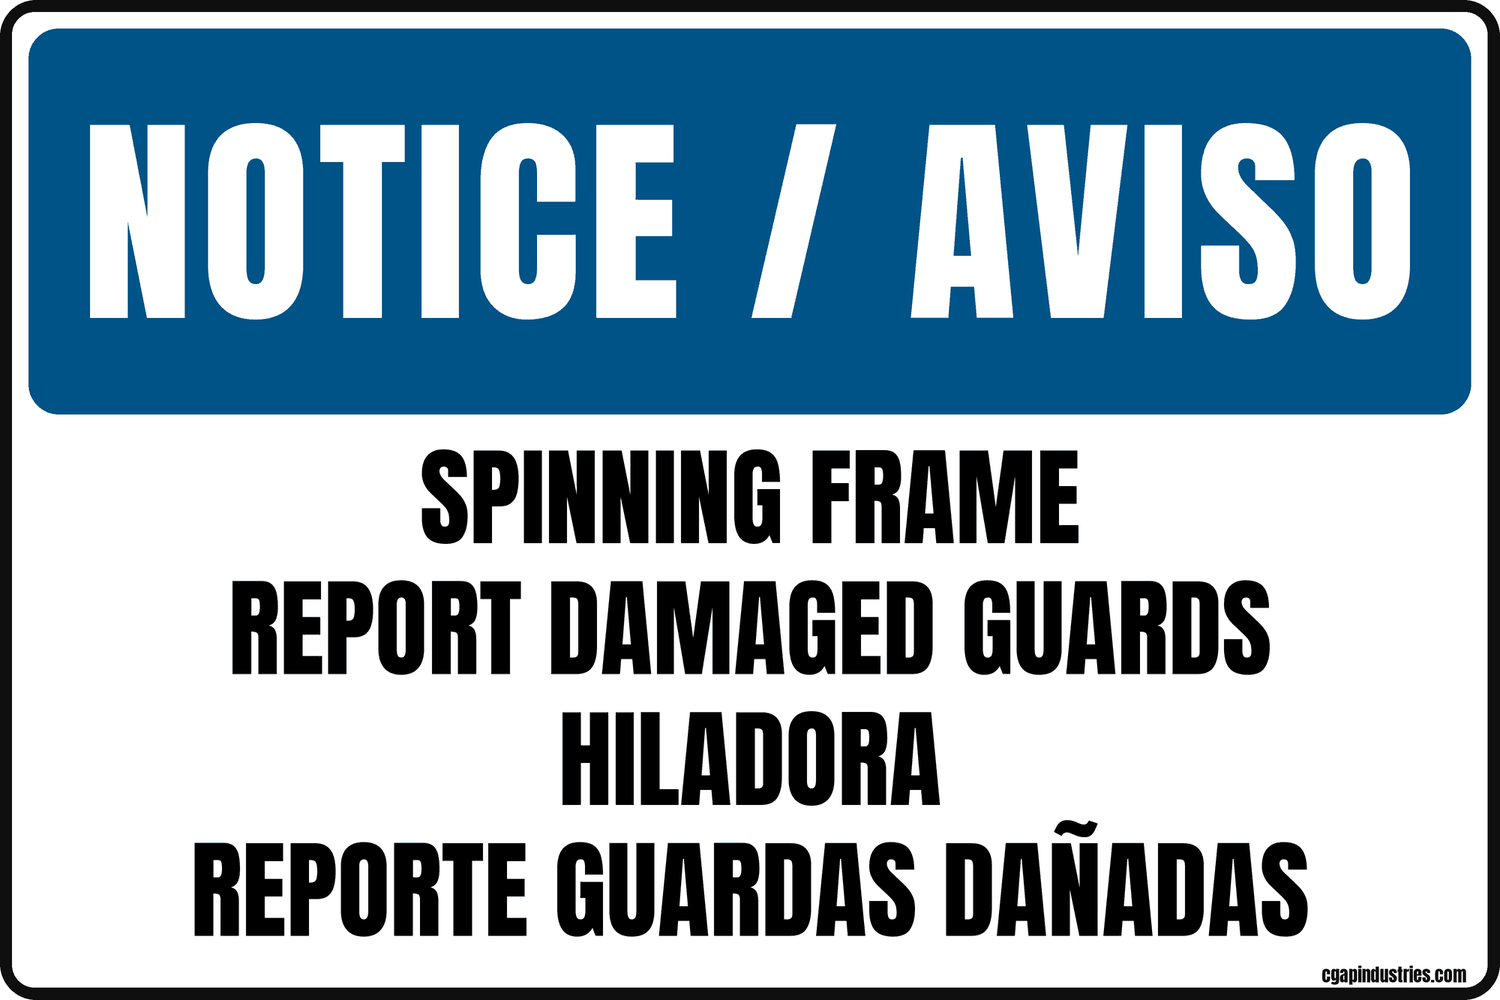 NOTICE / AVISO
SPINNING FRAME
REPORT DAMAGED GUARDS
HILADORA
REPORTE GUARDAS DAÑADAS
cgapindustries.com